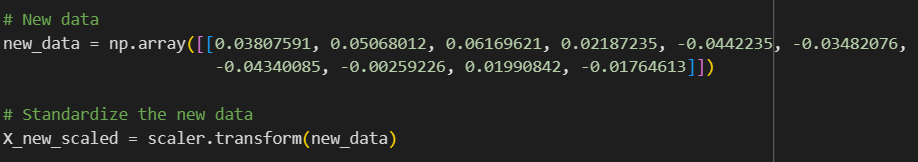 # New data
new_data = np.array([[0.03807591, 0.05068012, 0.06169621, 0.02187235, -0.0442235, -0.03482076,
-0.04340085, -0.00259226, 0.01990842, -0.01764613]])
# Standardize the new data
X_new_scaled = scaler.transform(new_data)